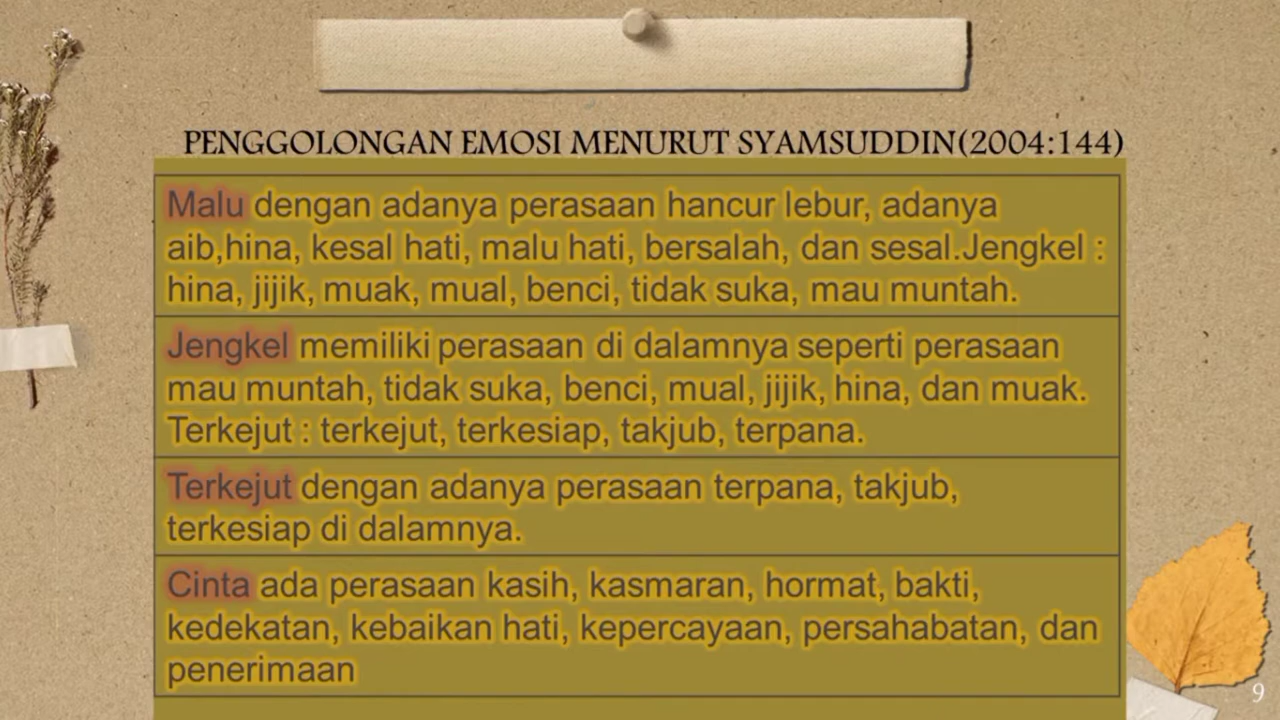 PENGGOLONGAN EMOSI MENURUT SYAMSUDDIN(2004:144)
Malu dengan adanya perasaan hancur lebur, adanya
aib,hina, kesal hati, malu hati, bersalah, dan sesal.Jengkel :
hina, jijik, muak, mual, benci, tidak suka, mau muntah.
Jengkel memiliki perasaan di dalamnya seperti perasaan
mau muntah, tidak suka, benci, mual, jijik, hina, dan muak.
Terkejut : terkejut, terkesiap, takjub, terpana.
Terkejut dengan adanya perasaan terpana, takjub,
terkesiap di dalamnya.
Cinta ada perasaan kasih, kasmaran, hormat, bakti,
kedekatan, kebaikan hati, kepercayaan, persahabatan, dan
penerimaan
9